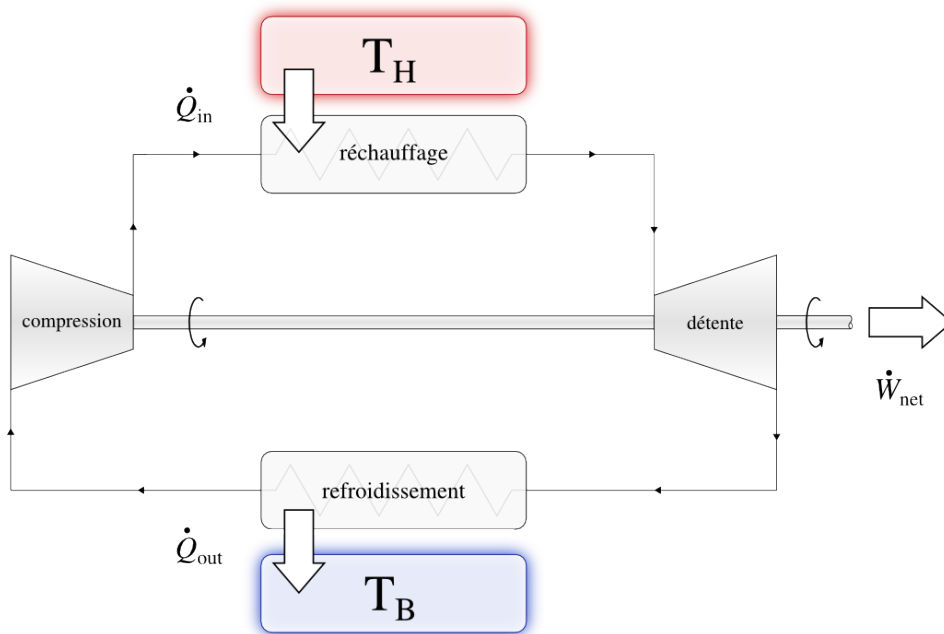 T_H
Q̇_in
réchauffage
compression
détente
Ẇ_net
refroidissement
Q̇_out
T_B